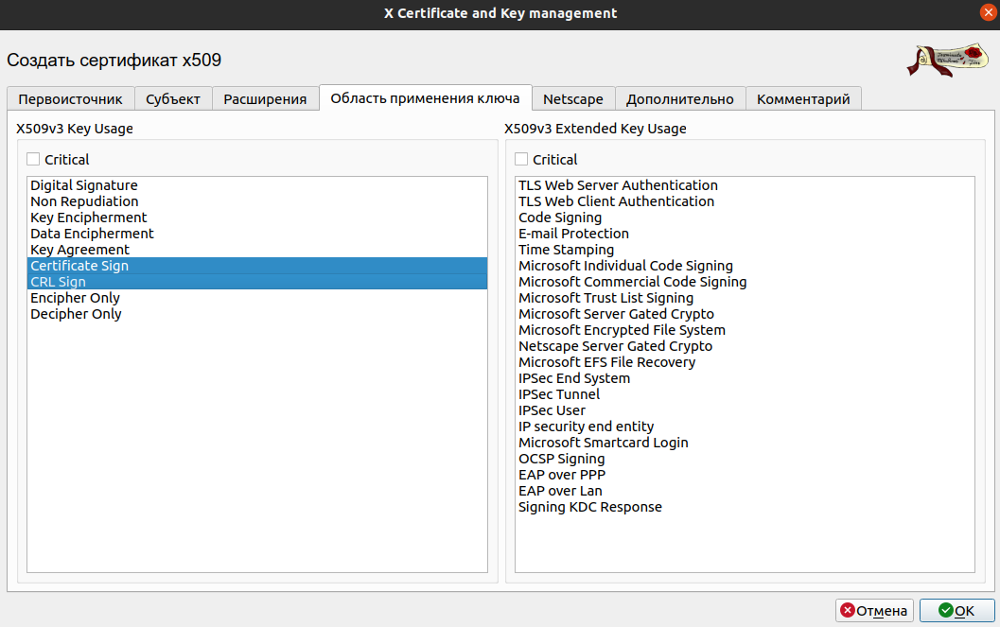 X Certificate and Key management
Создать сертификат x509
Первоисточник
Субъект
Расширения
Область применения ключа
Netscape
Дополнительно
Комментарий
X509v3 Key Usage
Critical
Digital Signature
Non Repudiation
Key Encipherment
Data Encipherment
Key Agreement
Certificate Sign
CRL Sign
Encipher Only
Decipher Only
X509v3 Extended Key Usage
Critical
TLS Web Server Authentication
TLS Web Client Authentication
Code Signing
E-mail Protection
Time Stamping
Microsoft Individual Code Signing
Microsoft Commercial Code Signing
Microsoft Trust List Signing
Microsoft Server Gated Crypto
Microsoft Encrypted File System
Netscape Server Gated Crypto
Microsoft EFS File Recovery
IPSec End System
IPSec Tunnel
IPSec User
IP security end entity
Microsoft Smartcard Login
OCSP Signing
EAP over PPP
EAP over Lan
Signing KDC Response
Отмена
OK